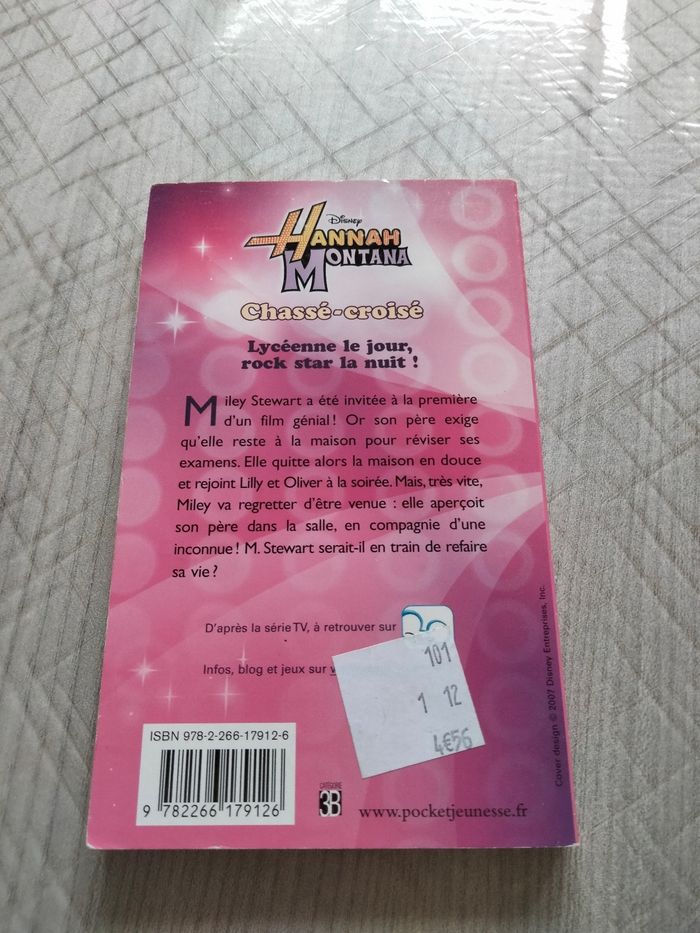 Disney
HANNAH
MONTANA
Chassé-croisé
Lycéenne le jour,
rock star la nuit !
Miley Stewart a été invitée à la première
d'un film génial ! Or son père exige
qu'elle reste à la maison pour réviser ses
examens. Elle quitte alors la maison en douce
et rejoint Lilly et Oliver à la soirée. Mais, très vite,
Miley va regretter d'être venue : elle aperçoit
son père dans la salle, en compagnie d'une
inconnue ! M. Stewart serait-il en train de refaire
sa vie ?
D'après la série TV, à retrouver sur
Infos, blog et jeux sur
101
1 12
4€56
ISBN 978-2-266-17912-6
9 782266 179126
CATÉGORIE
3B
www.pocketjeunesse.fr
Cover design © 2007 Disney Entreprises, Inc.